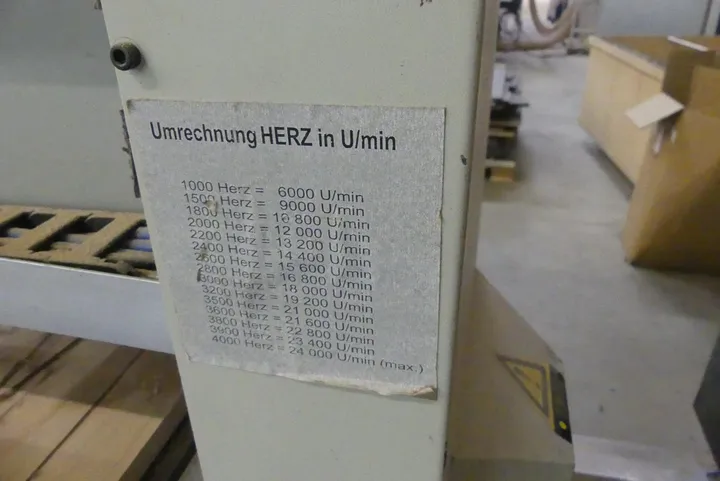 Umrechnung HERZ in U/min
1000 Herz = 6000 U/min
1500 Herz = 9000 U/min
1800 Herz = 10 800 U/min
2000 Herz = 12 000 U/min
2200 Herz = 13 200 U/min
2400 Herz = 14 400 U/min
2600 Herz = 15 600 U/min
2800 Herz = 16 800 U/min
3000 Herz = 18 000 U/min
3200 Herz = 19 200 U/min
3500 Herz = 21 000 U/min
3600 Herz = 21 600 U/min
3800 Herz = 22 800 U/min
3900 Herz = 23 400 U/min
4000 Herz = 24 000 U/min (max.)